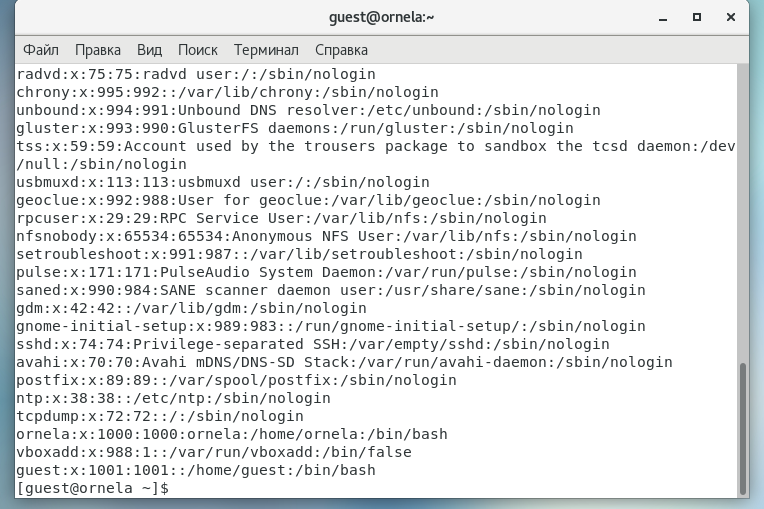 guest@ornela:~
Файл Правка Вид Поиск Терминал Справка
radvd:x:75:75:radvd user:/:/sbin/nologin
chrony:x:995:992::/var/lib/chrony:/sbin/nologin
unbound:x:994:991:Unbound DNS resolver:/etc/unbound:/sbin/nologin
gluster:x:993:990:GlusterFS daemons:/run/gluster:/sbin/nologin
tss:x:59:59:Account used by the trousers package to sandbox the tcsd daemon:/dev
/null:/sbin/nologin
usbmuxd:x:113:113:usbmuxd user:/:/sbin/nologin
geoclue:x:992:988:User for geoclue:/var/lib/geoclue:/sbin/nologin
rpcuser:x:29:29:RPC Service User:/var/lib/nfs:/sbin/nologin
nfsnobody:x:65534:65534:Anonymous NFS User:/var/lib/nfs:/sbin/nologin
setroubleshoot:x:991:987::/var/lib/setroubleshoot:/sbin/nologin
pulse:x:171:171:PulseAudio System Daemon:/var/run/pulse:/sbin/nologin
saned:x:990:984:SANE scanner daemon user:/usr/share/sane:/sbin/nologin
gdm:x:42:42::/var/lib/gdm:/sbin/nologin
gnome-initial-setup:x:989:983::/run/gnome-initial-setup/:/sbin/nologin
sshd:x:74:74:Privilege-separated SSH:/var/empty/sshd:/sbin/nologin
avahi:x:70:70:Avahi mDNS/DNS-SD Stack:/var/run/avahi-daemon:/sbin/nologin
postfix:x:89:89::/var/spool/postfix:/sbin/nologin
ntp:x:38:38::/etc/ntp:/sbin/nologin
tcpdump:x:72:72::/:/sbin/nologin
ornela:x:1000:1000:ornela:/home/ornela:/bin/bash
vboxadd:x:988:1::/var/run/vboxadd:/bin/false
guest:x:1001:1001::/home/guest:/bin/bash
[guest@ornela ~]$